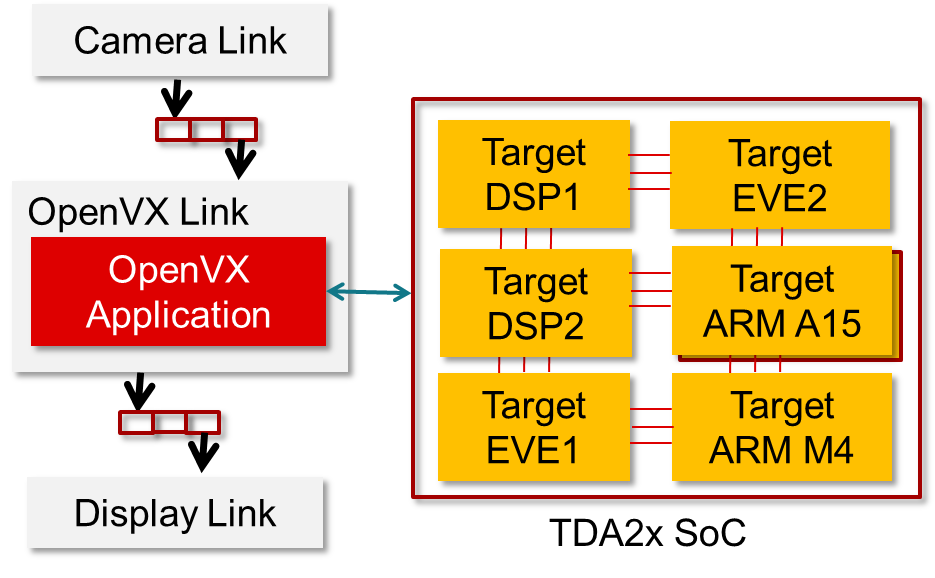 Camera Link
OpenVX Link
OpenVX
Application
Display Link
Target
DSP1
Target
EVE2
Target
DSP2
Target
ARM A15
Target
EVE1
Target
ARM M4
TDA2x SoC